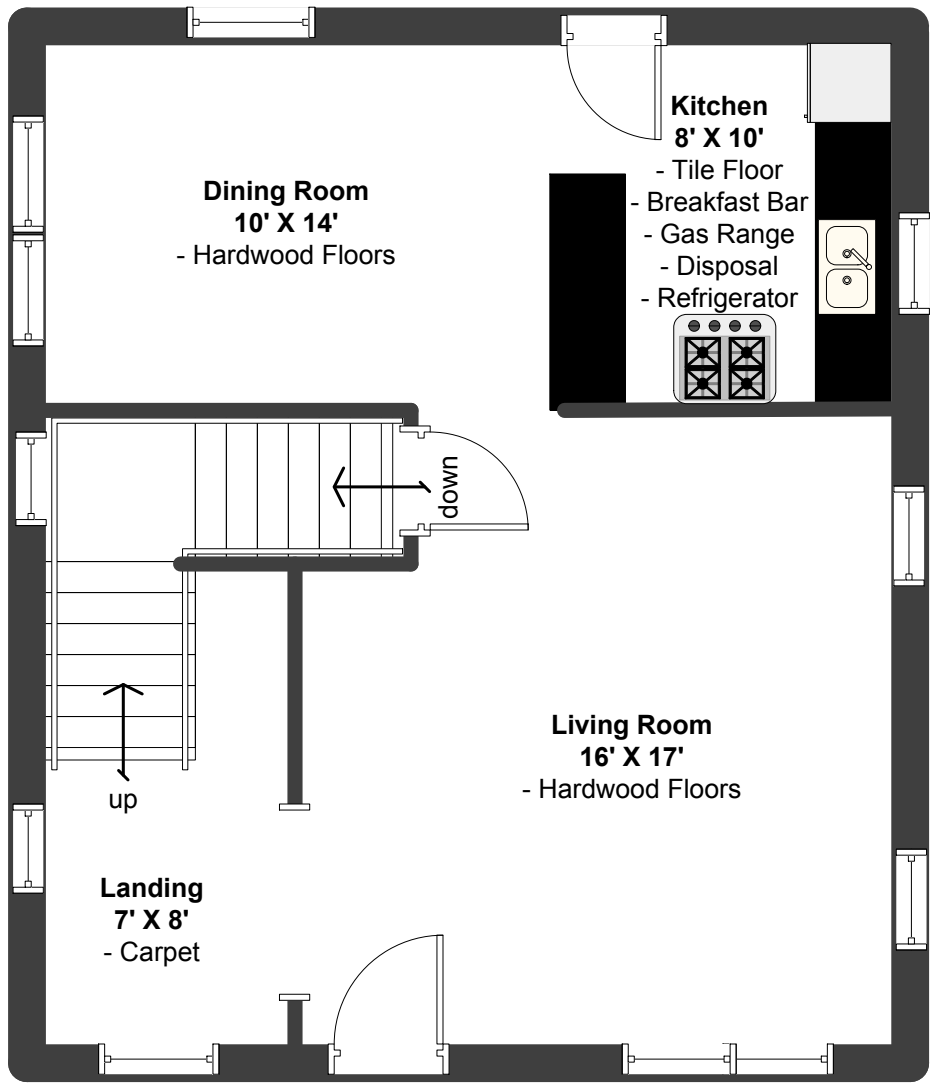 Kitchen
8' X 10'
- Tile Floor
- Breakfast Bar
- Gas Range
- Disposal
- Refrigerator
Dining Room
10' X 14'
- Hardwood Floors
down
Living Room
16' X 17'
- Hardwood Floors
up
Landing
7' X 8'
- Carpet